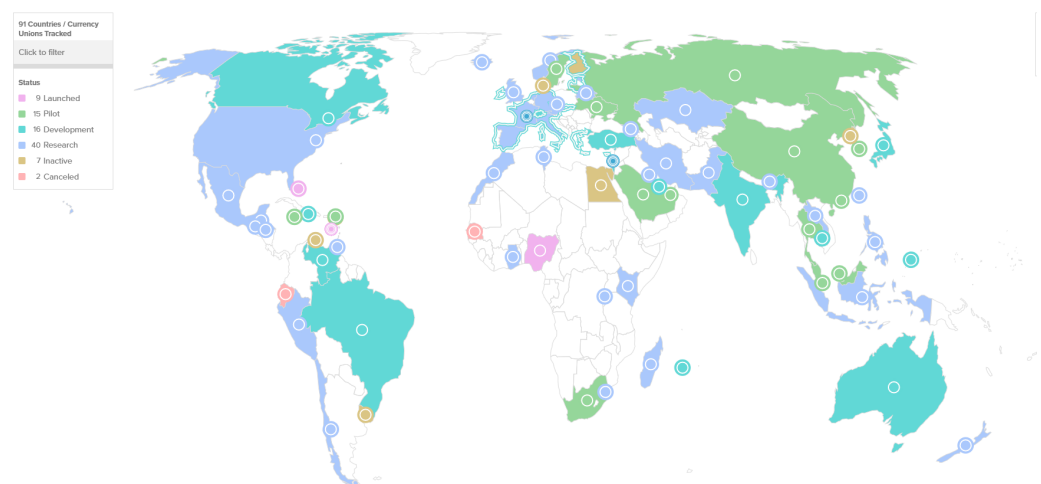 91 Countries / Currency
Unions Tracked
Click to filter
Status
9 Launched
15 Pilot
16 Development
40 Research
7 Inactive
2 Canceled